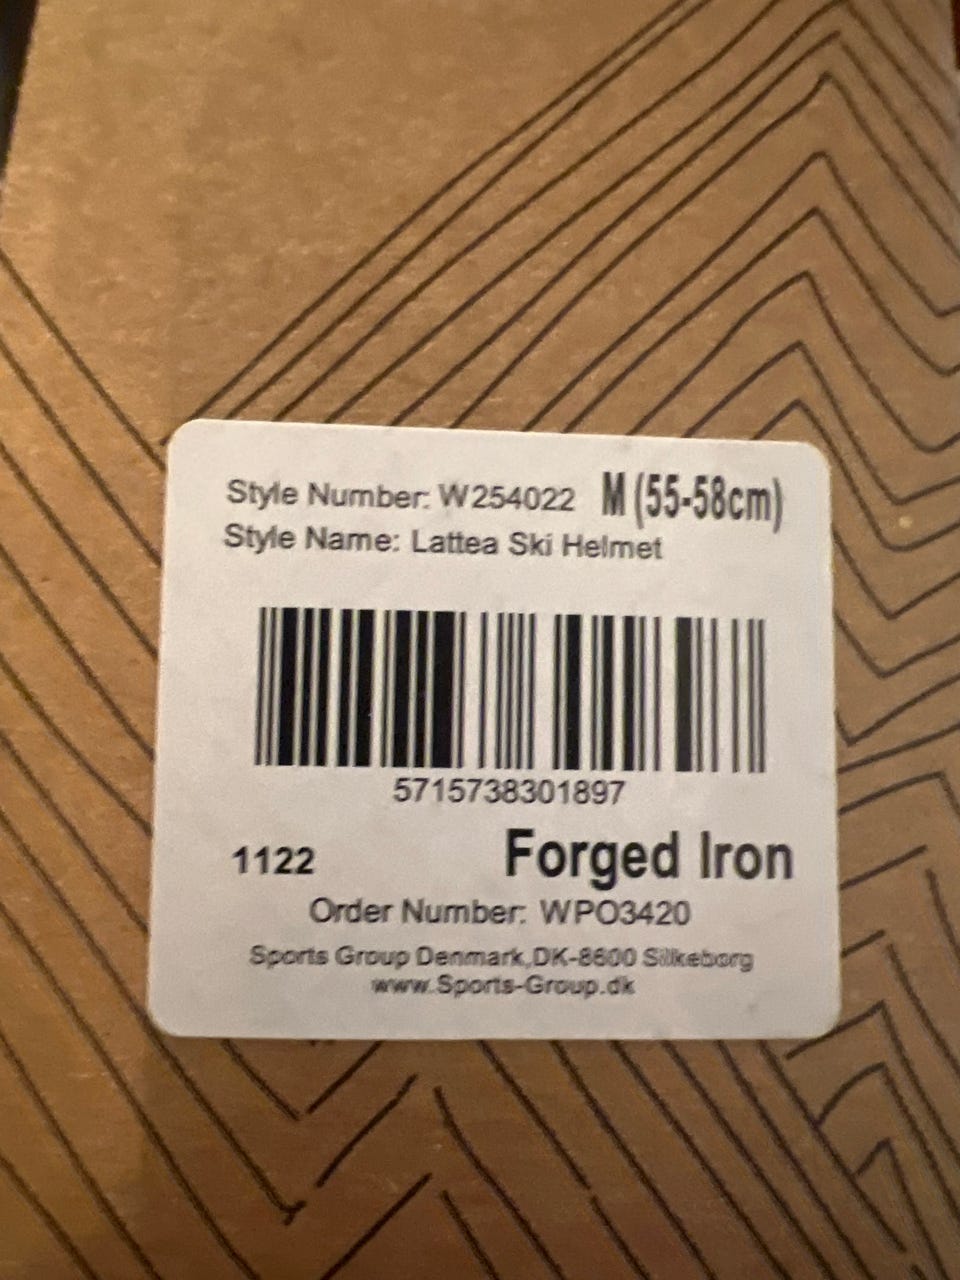 Style Number: W254022 M (55-58cm)
Style Name: Lattea Ski Helmet
5715738301897
1122 Forged Iron
Order Number: WPO3420
Sports Group Denmark,DK-8600 Silkeborg
www.Sports-Group.dk